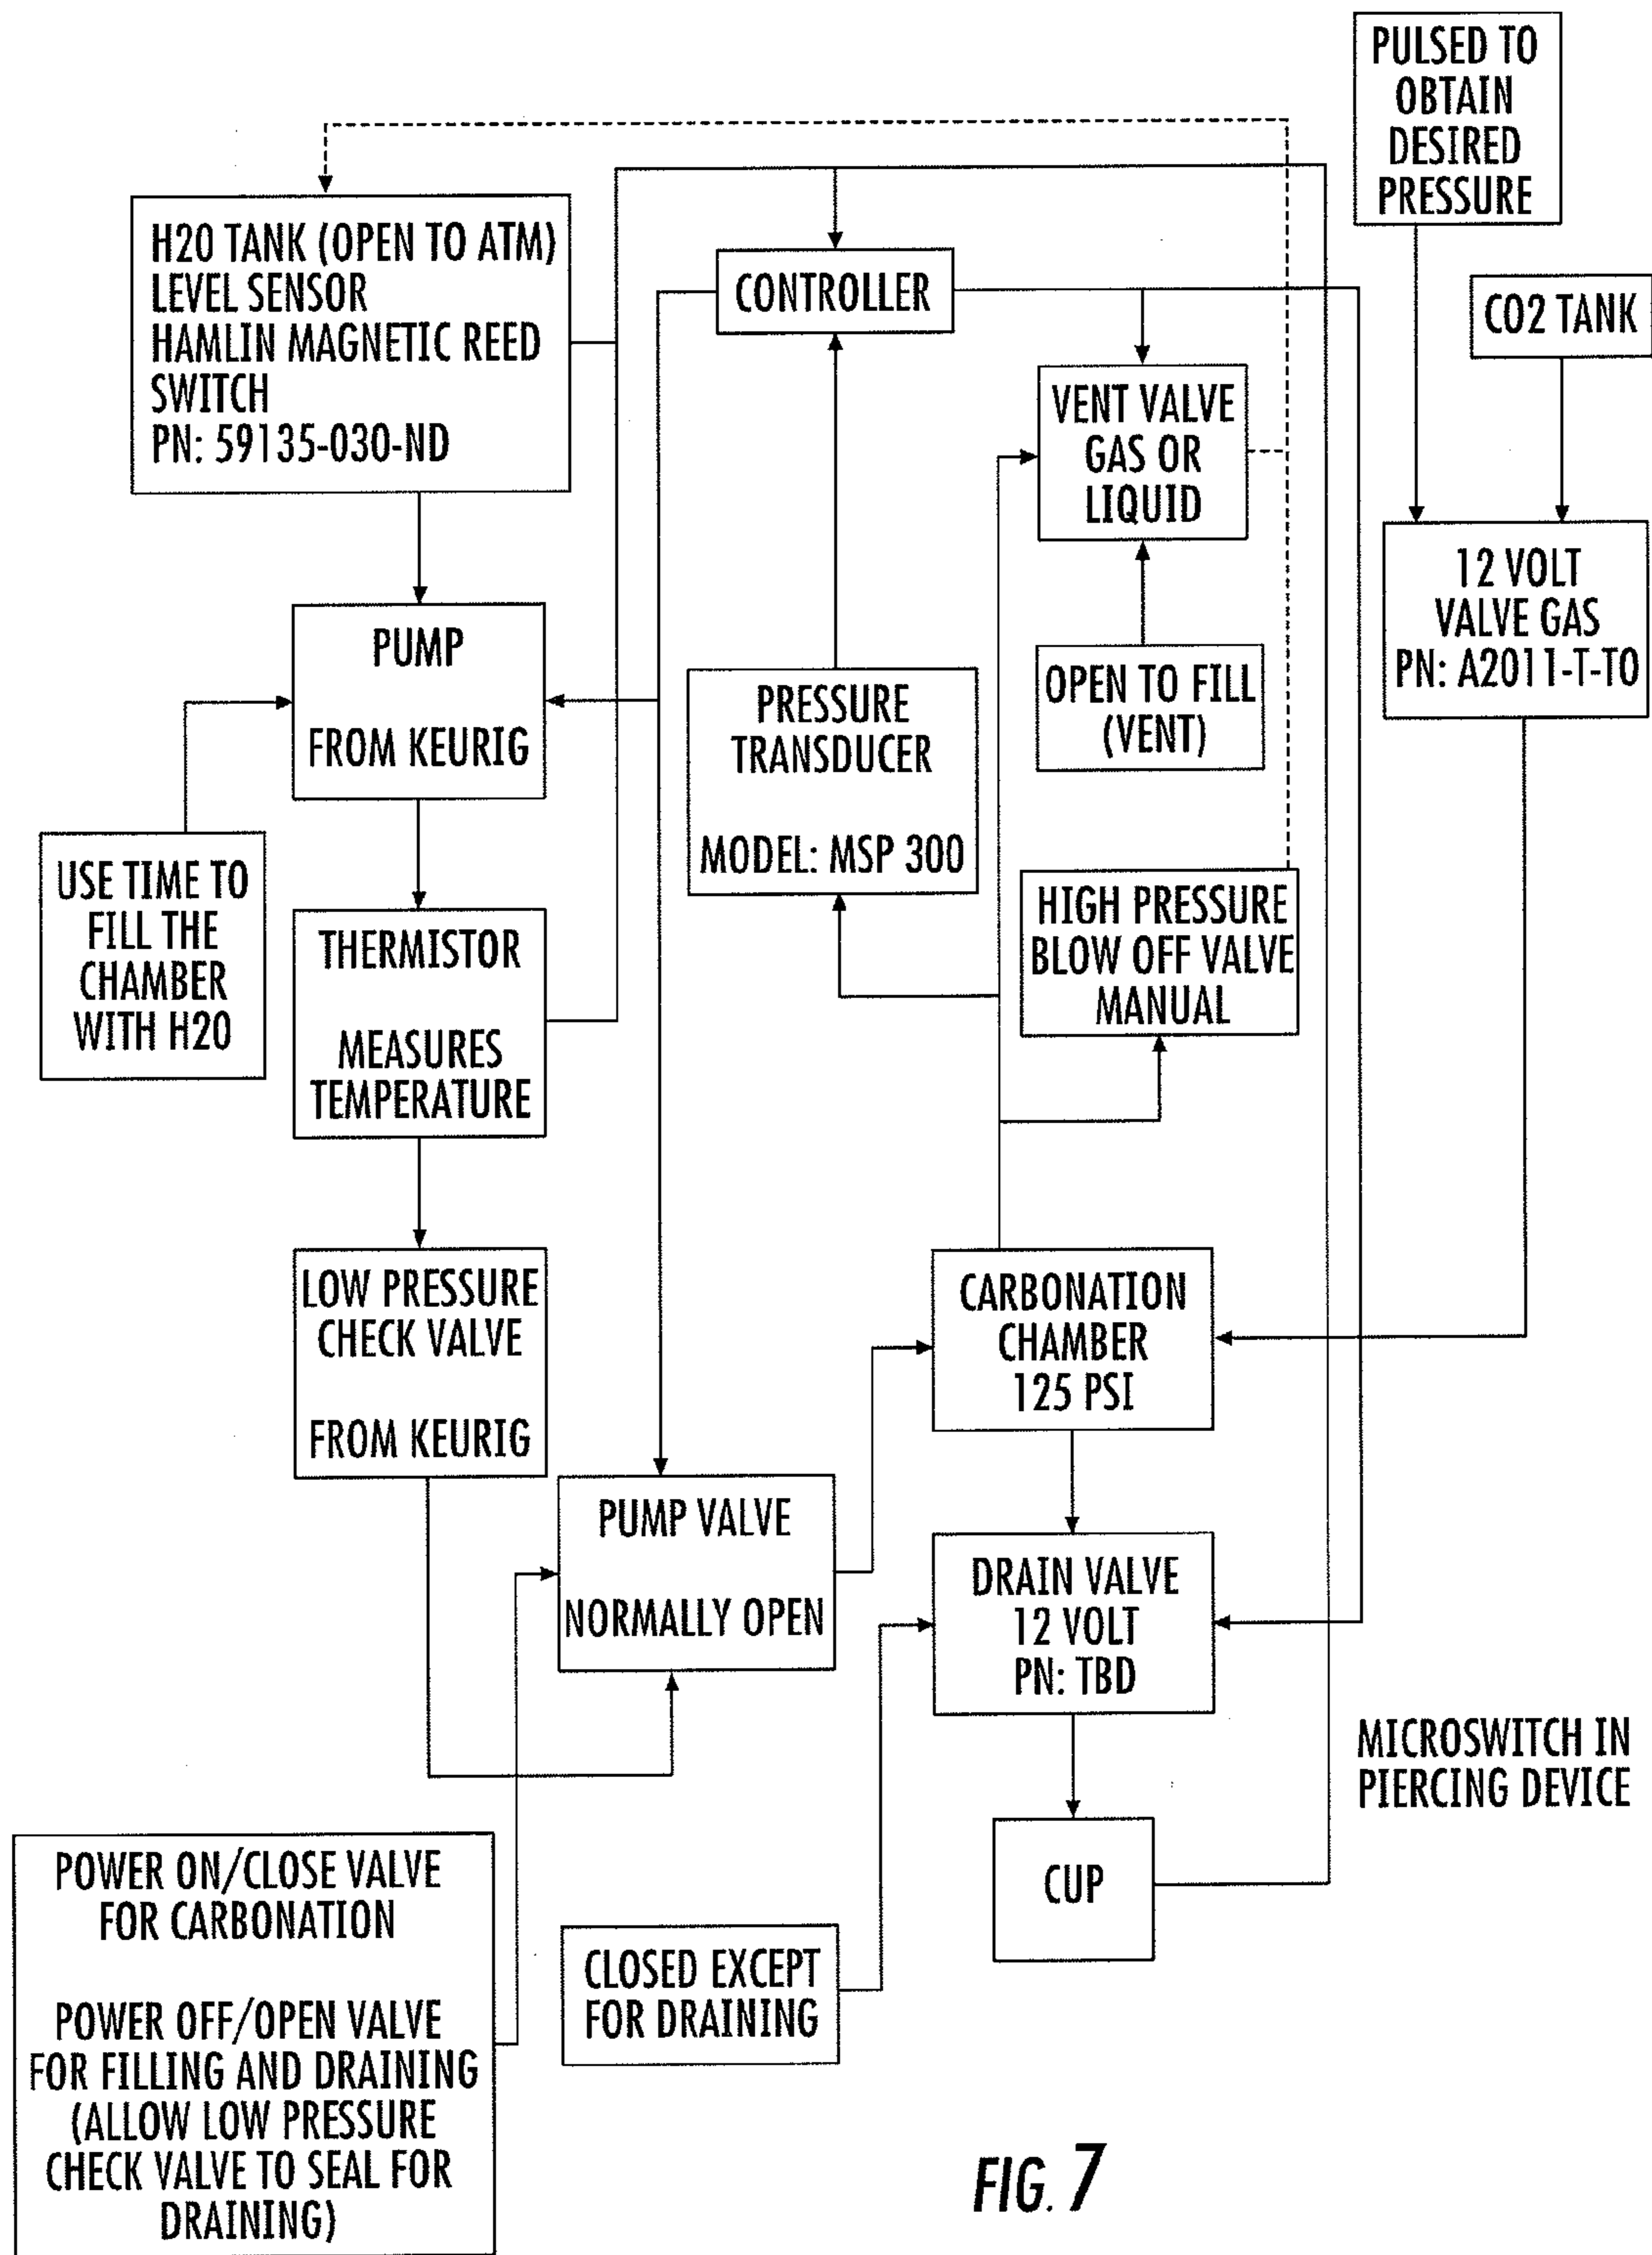 PULSED TO
OBTAIN
DESIRED
PRESSURE
H20 TANK (OPEN TO ATM)
LEVEL SENSOR
HAMLIN MAGNETIC REED
SWITCH
PN: 59135-030-ND
CONTROLLER
CO2 TANK
VENT VALVE
GAS OR
LIQUID
12 VOLT
VALVE GAS
PN: A2011-T-TO
PUMP
FROM KEURIG
OPEN TO FILL
(VENT)
PRESSURE
TRANSDUCER
MODEL: MSP 300
USE TIME TO
FILL THE
CHAMBER
WITH H20
HIGH PRESSURE
BLOW OFF VALVE
MANUAL
THERMISTOR
MEASURES
TEMPERATURE
LOW PRESSURE
CHECK VALVE
FROM KEURIG
CARBONATION
CHAMBER
125 PSI
PUMP VALVE
NORMALLY OPEN
DRAIN VALVE
12 VOLT
PN: TBD
MICROSWITCH IN
PIERCING DEVICE
CUP
POWER ON/CLOSE VALVE
FOR CARBONATION
POWER OFF/OPEN VALVE
FOR FILLING AND DRAINING
(ALLOW LOW PRESSURE
CHECK VALVE TO SEAL FOR
DRAINING)
CLOSED EXCEPT
FOR DRAINING
FIG. 7